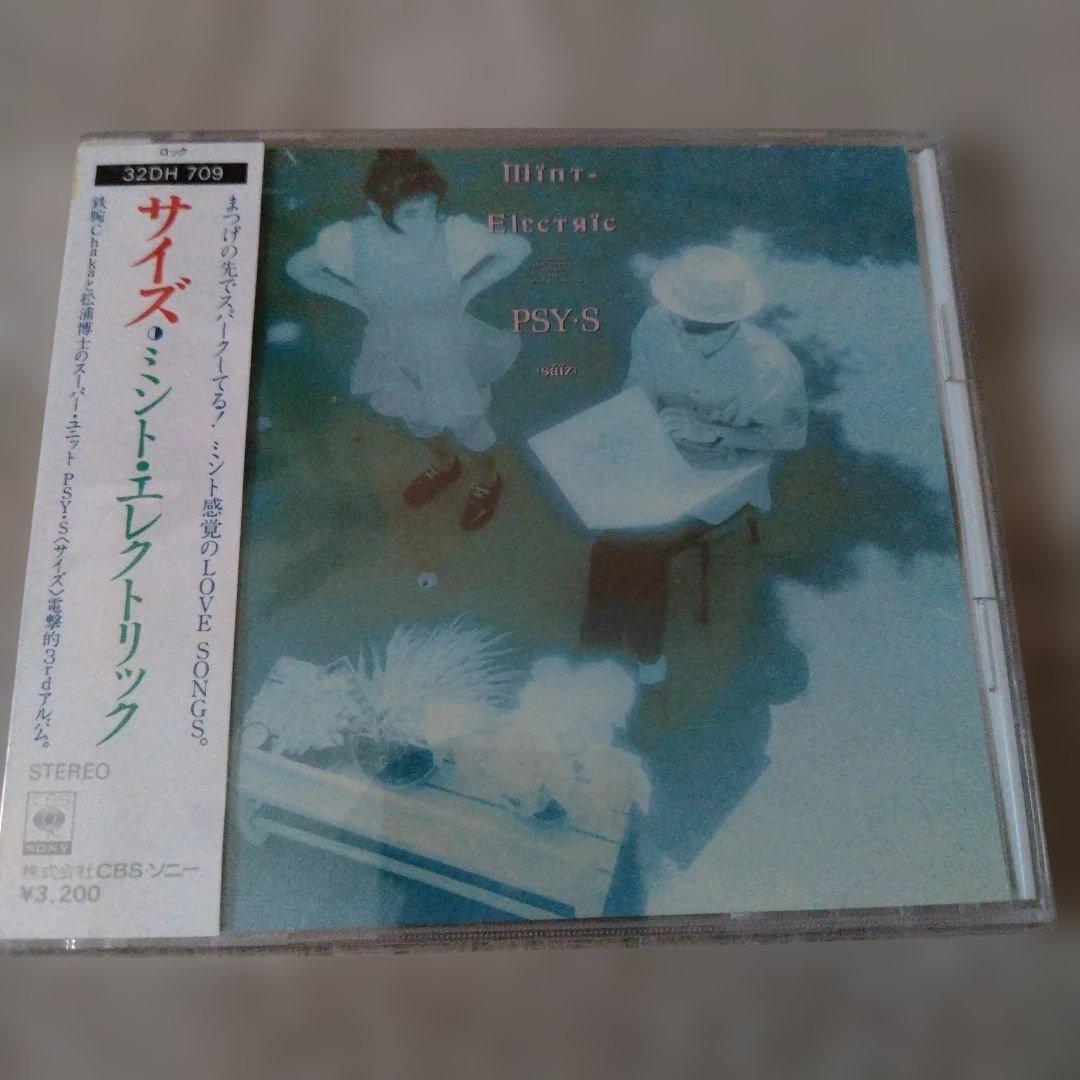 ロック
32DH 709
まつげの先でスパークしてる！ミント感覚のLOVE SONGS。
サイズ・ミント・エレクトリック
鉄腕Chakaと松浦博士のスーパー・ユニット PSY・S〈サイズ〉電撃的3rdアルバム。
STEREO
CBS
SONY
株式会社CBS・ソニー
¥3,200
Mïnt-
Electrïc
PSY・S
(sáïz)